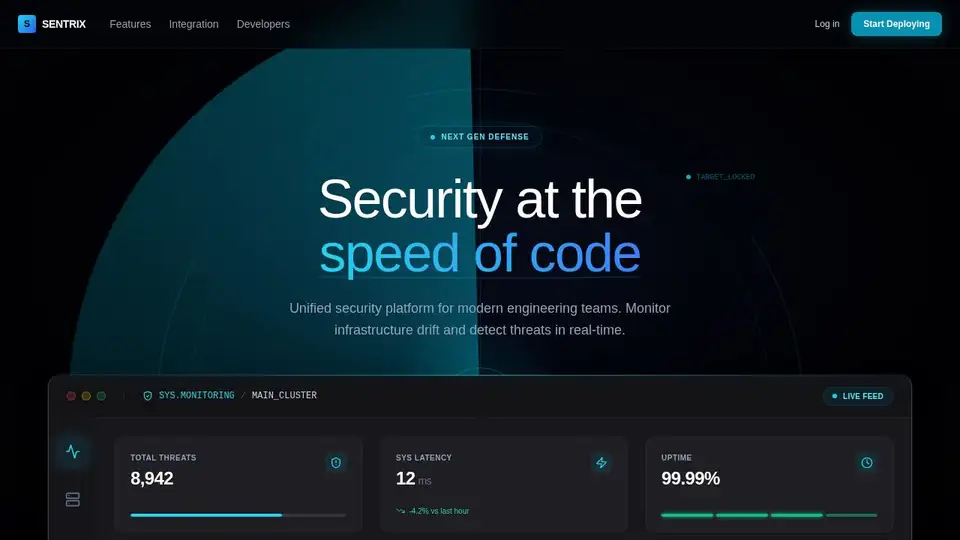 S SENTRIX Features Integration Developers Log in Start Deploying
NEXT GEN DEFENSE
TARGET_LOCKED
Security at the
speed of code
Unified security platform for modern engineering teams. Monitor
infrastructure drift and detect threats in real-time.
SYS.MONITORING / MAIN_CLUSTER LIVE FEED
TOTAL THREATS
8,942
SYS LATENCY
12 ms
-4.2% vs last hour
UPTIME
99.99%